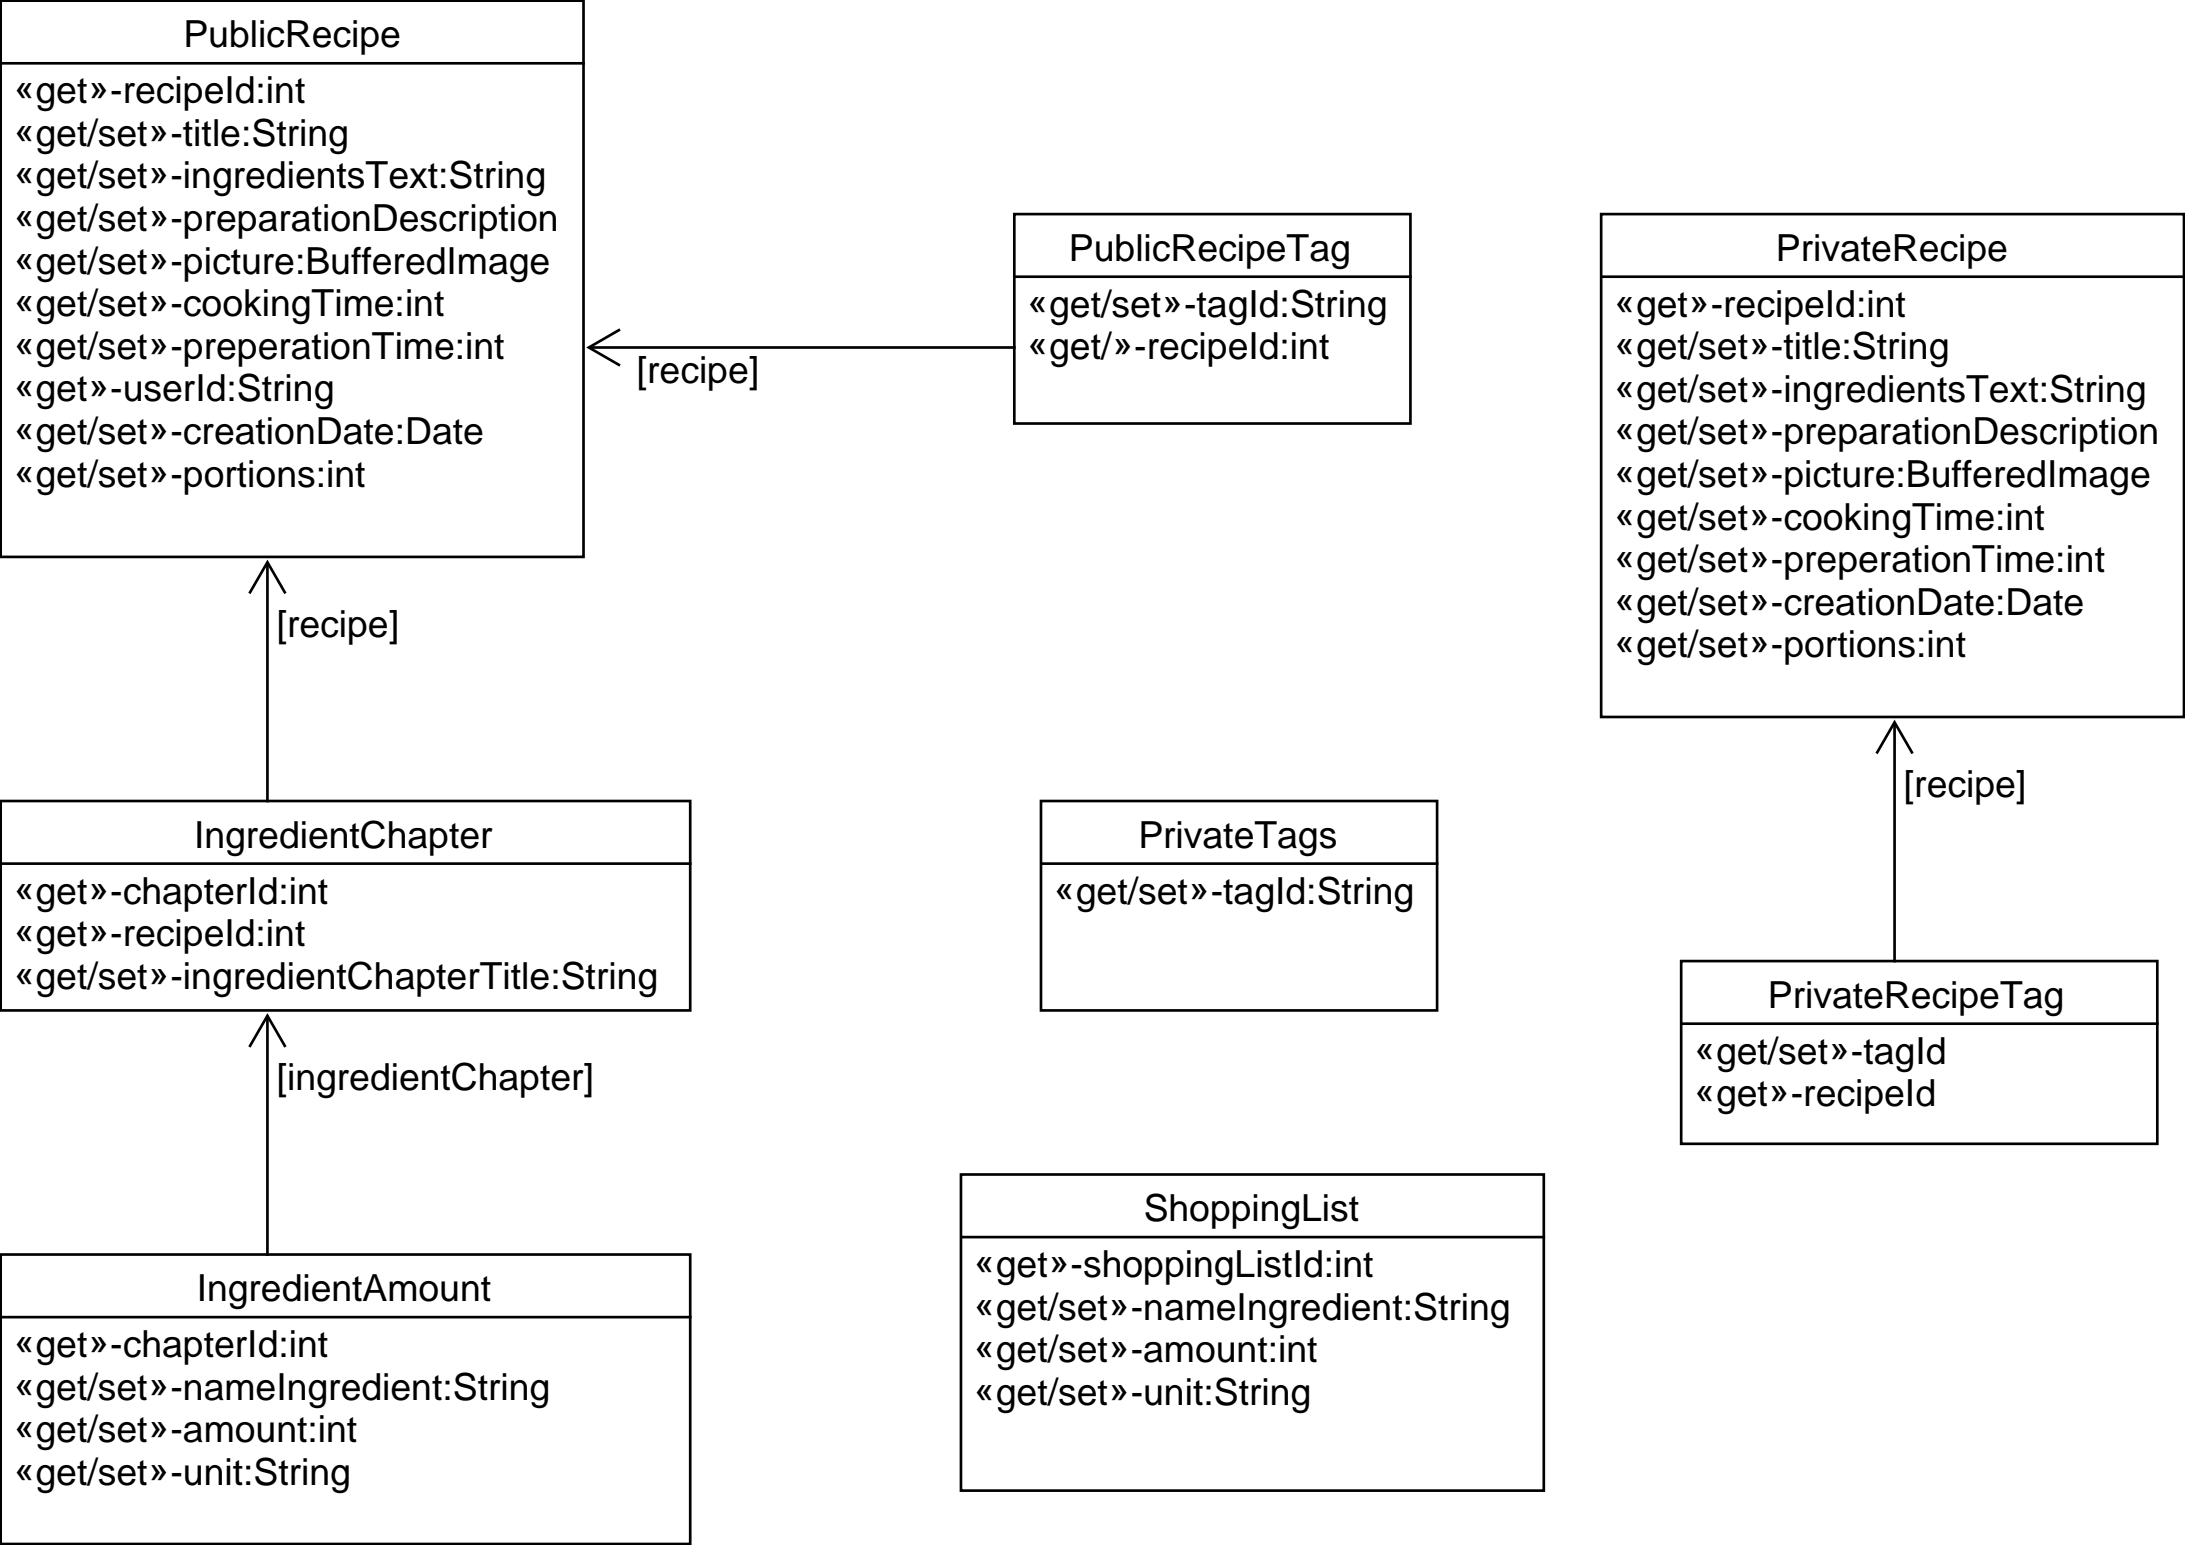 PublicRecipe
«get»-recipeId:int
«get/set»-title:String
«get/set»-ingredientsText:String
«get/set»-preparationDescription
«get/set»-picture:BufferedImage
«get/set»-cookingTime:int
«get/set»-preperationTime:int
«get»-userId:String
«get/set»-creationDate:Date
«get/set»-portions:int
[recipe]
PublicRecipeTag
«get/set»-tagId:String
«get/»-recipeId:int
PrivateRecipe
«get»-recipeId:int
«get/set»-title:String
«get/set»-ingredientsText:String
«get/set»-preparationDescription
«get/set»-picture:BufferedImage
«get/set»-cookingTime:int
«get/set»-preperationTime:int
«get/set»-creationDate:Date
«get/set»-portions:int
[recipe]
[recipe]
IngredientChapter
«get»-chapterId:int
«get»-recipeId:int
«get/set»-ingredientChapterTitle:String
PrivateTags
«get/set»-tagId:String
PrivateRecipeTag
«get/set»-tagId
«get»-recipeId
[ingredientChapter]
IngredientAmount
«get»-chapterId:int
«get/set»-nameIngredient:String
«get/set»-amount:int
«get/set»-unit:String
ShoppingList
«get»-shoppingListId:int
«get/set»-nameIngredient:String
«get/set»-amount:int
«get/set»-unit:String